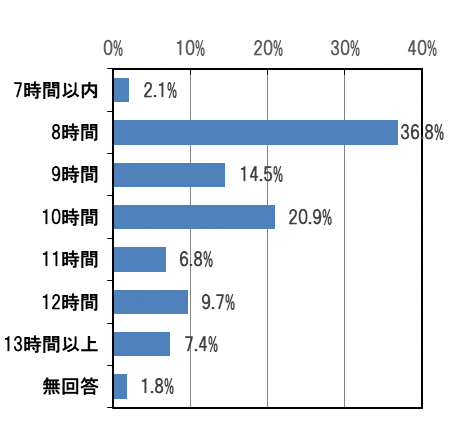 0% 10% 20% 30% 40%
7時間以内 2.1%
8時間 36.8%
9時間 14.5%
10時間 20.9%
11時間 6.8%
12時間 9.7%
13時間以上 7.4%
無回答 1.8%